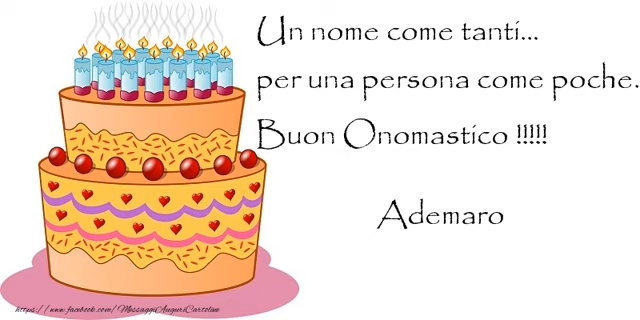 Un nome come tanti...
per una persona come poche.
Buon Onomastico !!!!!
Ademaro
https://www.facebook.com/MessaggiAuguriCartoline